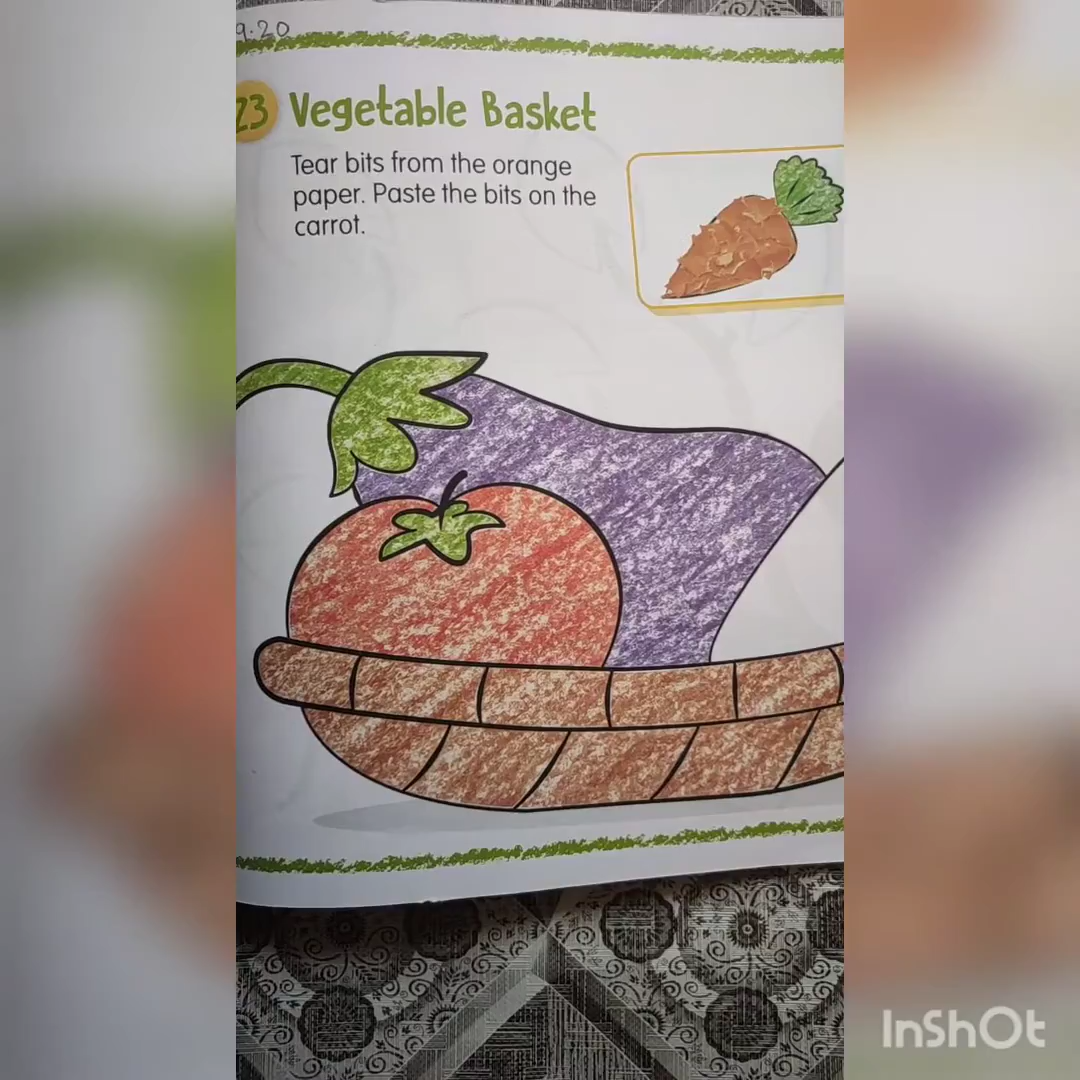 9.20
23 Vegetable Basket
Tear bits from the orange
paper. Paste the bits on the
carrot.
InShOt